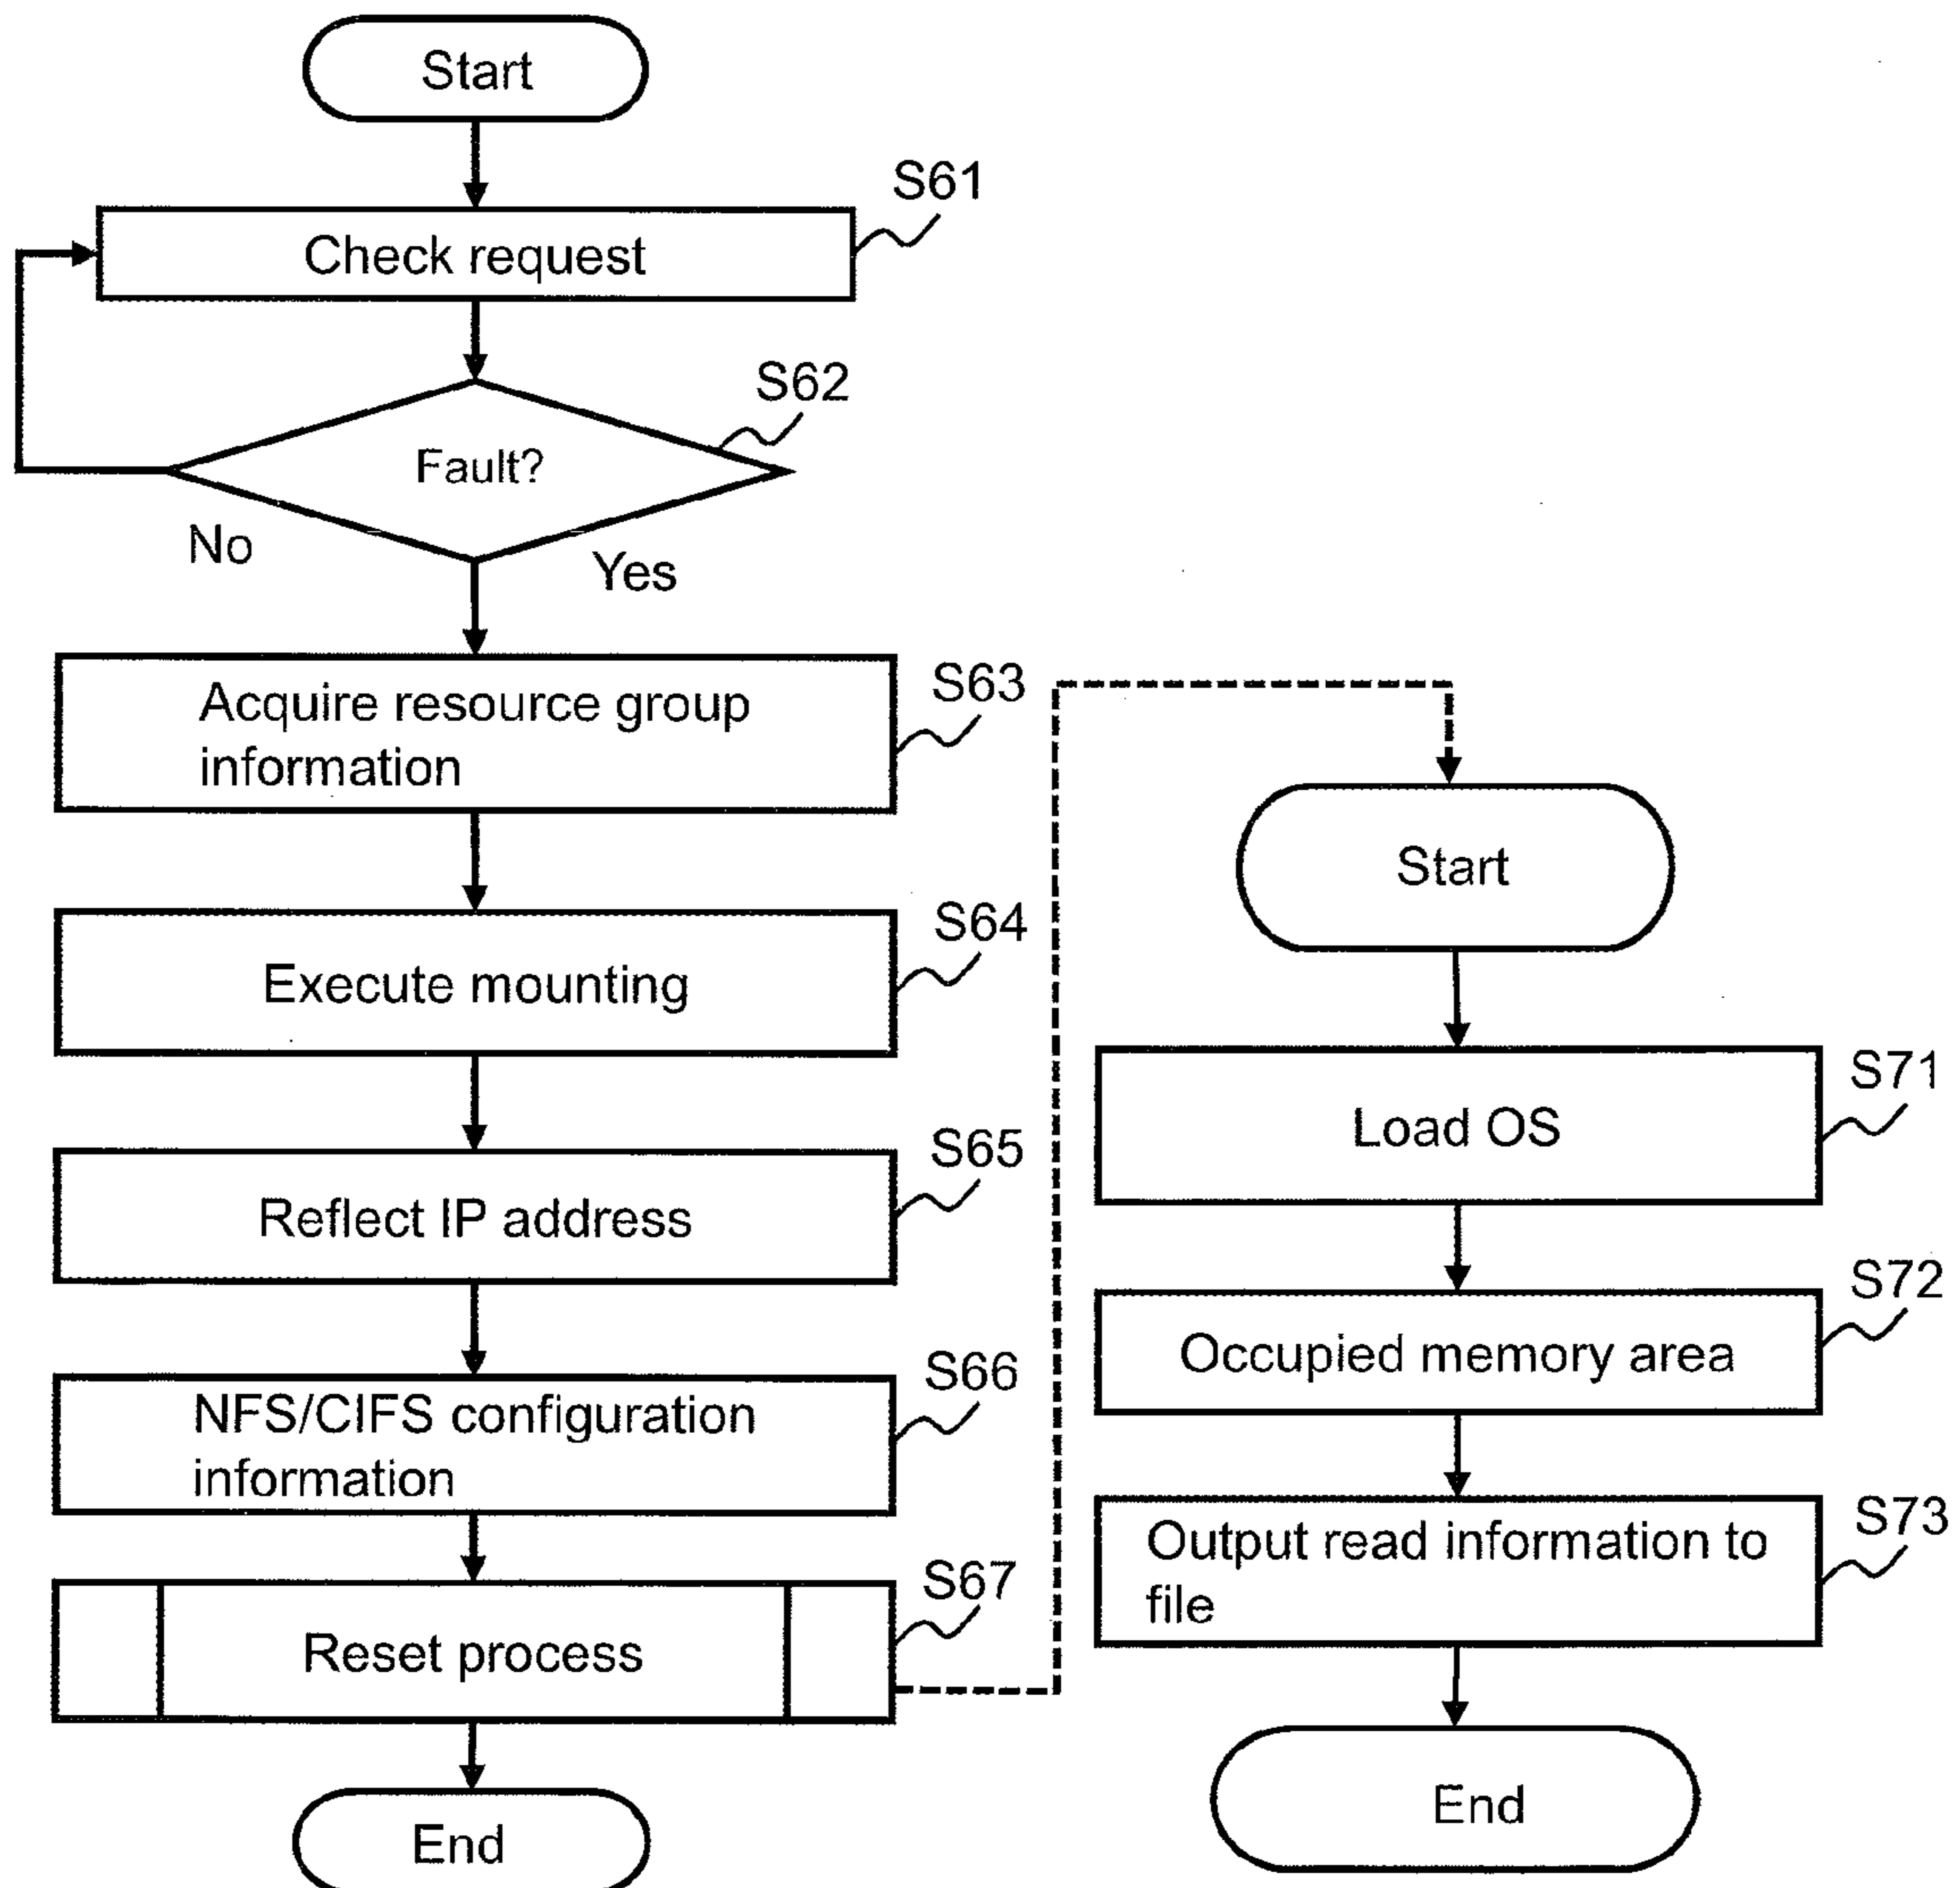 Start
S61
Check request
S62
Fault?
No
Yes
S63
Acquire resource group
information
S64
Execute mounting
S65
Reflect IP address
S66
NFS/CIFS configuration
information
S67
Reset process
End
Start
S71
Load OS
S72
Occupied memory area
S73
Output read information to
file
End